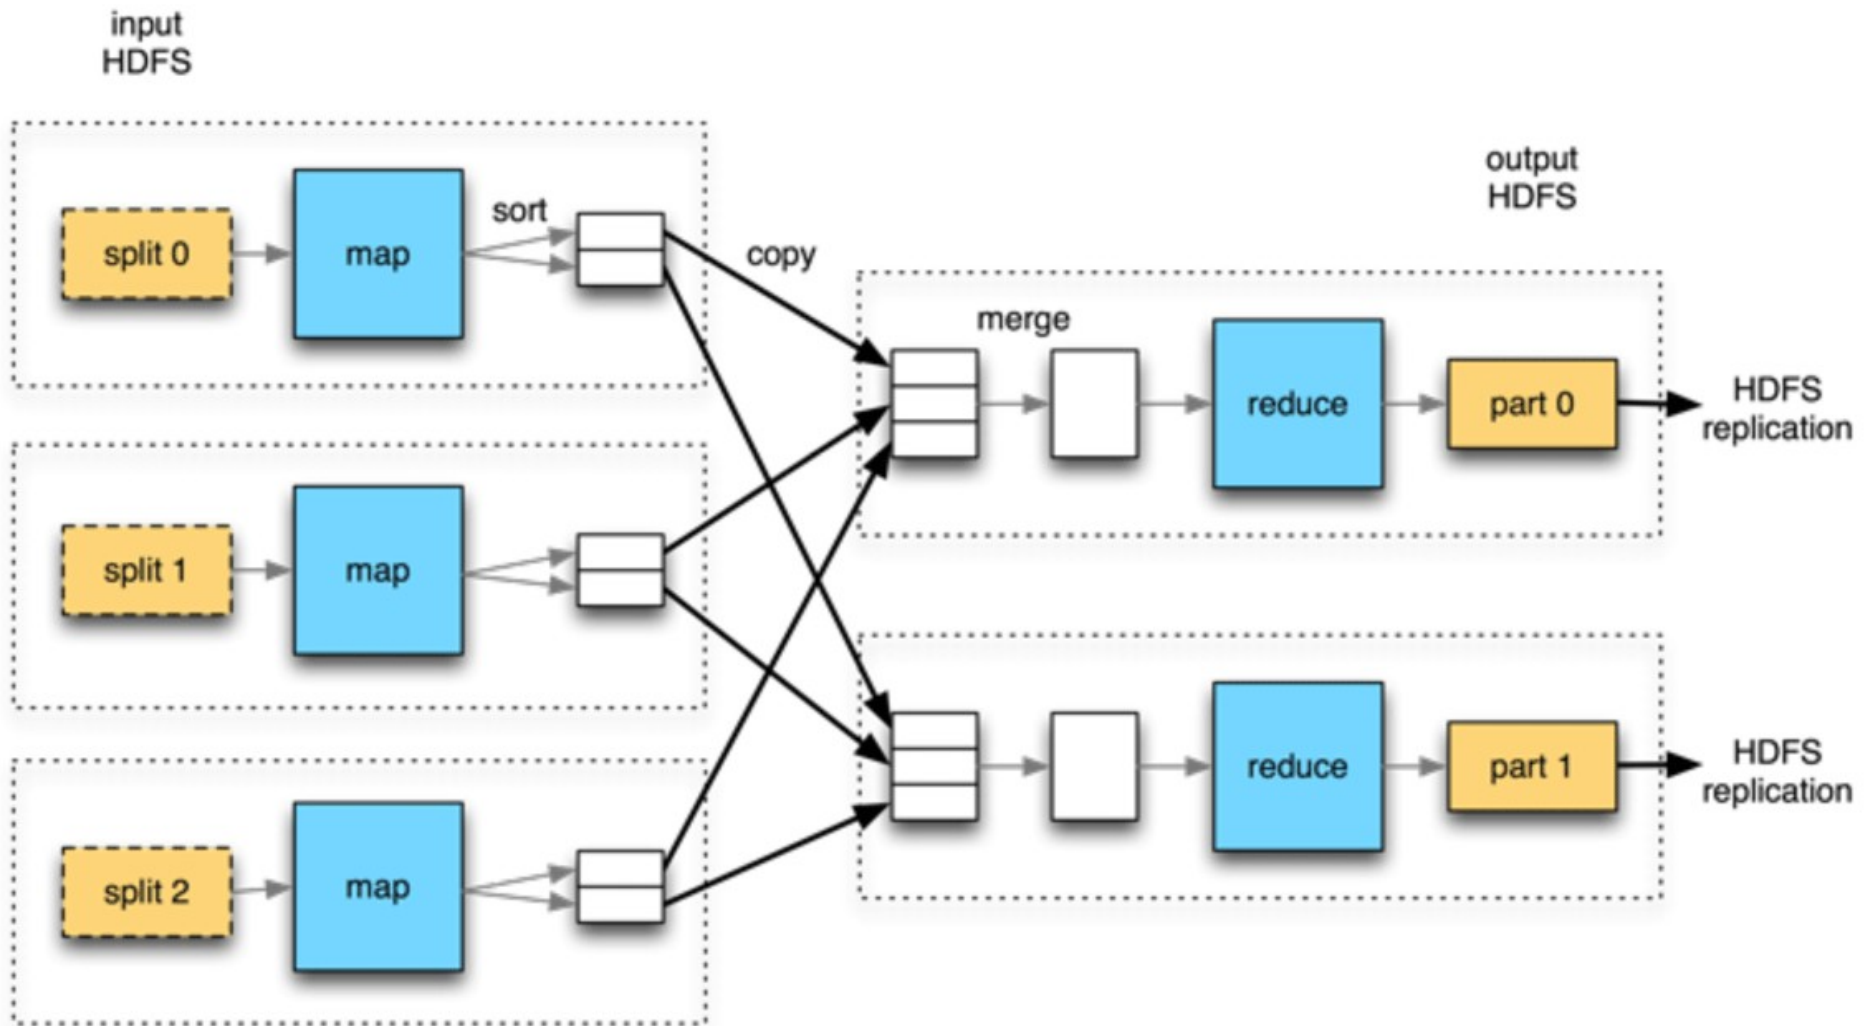 input
HDFS
output
HDFS
split 0
map
sort
copy
merge
reduce
part 0
HDFS
replication
split 1
map
reduce
part 1
HDFS
replication
split 2
map